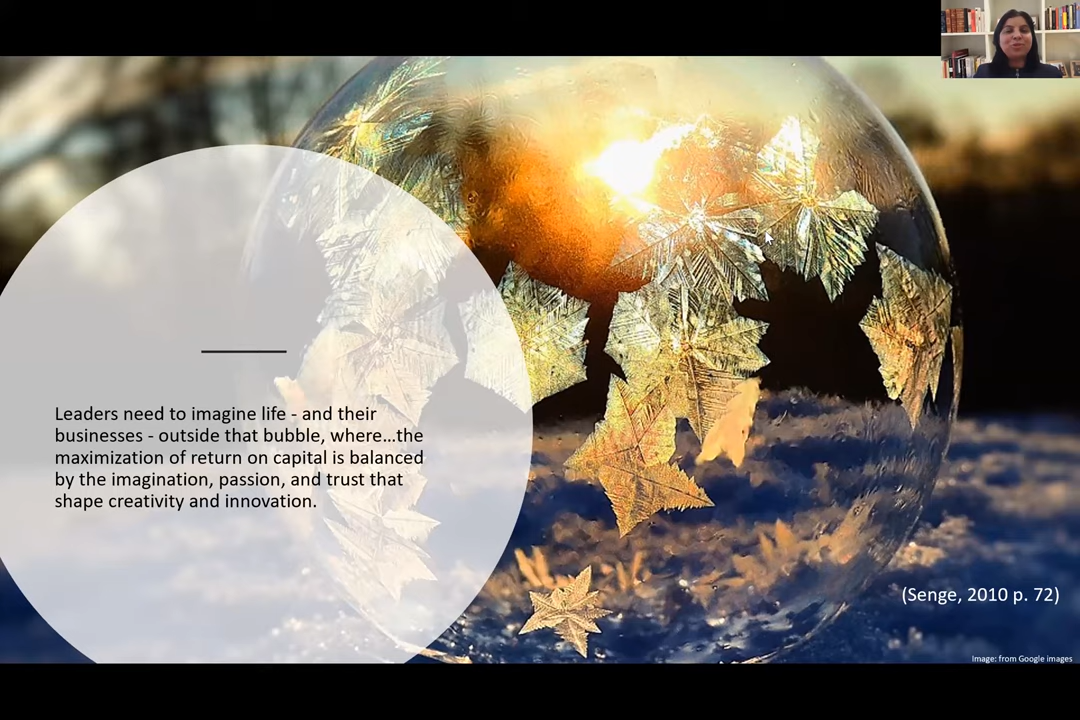 Leaders need to imagine life - and their
businesses - outside that bubble, where...the
maximization of return on capital is balanced
by the imagination, passion, and trust that
shape creativity and innovation.
(Senge, 2010 p. 72)
Image: from Google images